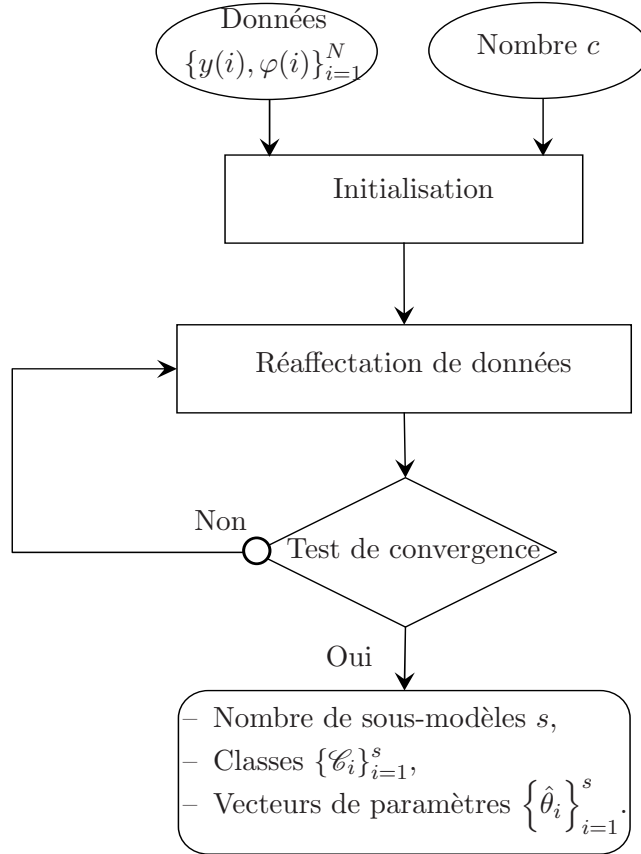 Données
{y(i), φ(i)}_{i=1}^{N}
Nombre c
Initialisation
Réaffectation de données
Non
Test de convergence
Oui
– Nombre de sous-modèles s,
– Classes {𝒞_i}_{i=1}^{s},
– Vecteurs de paramètres {θ̂_i}_{i=1}^{s}.